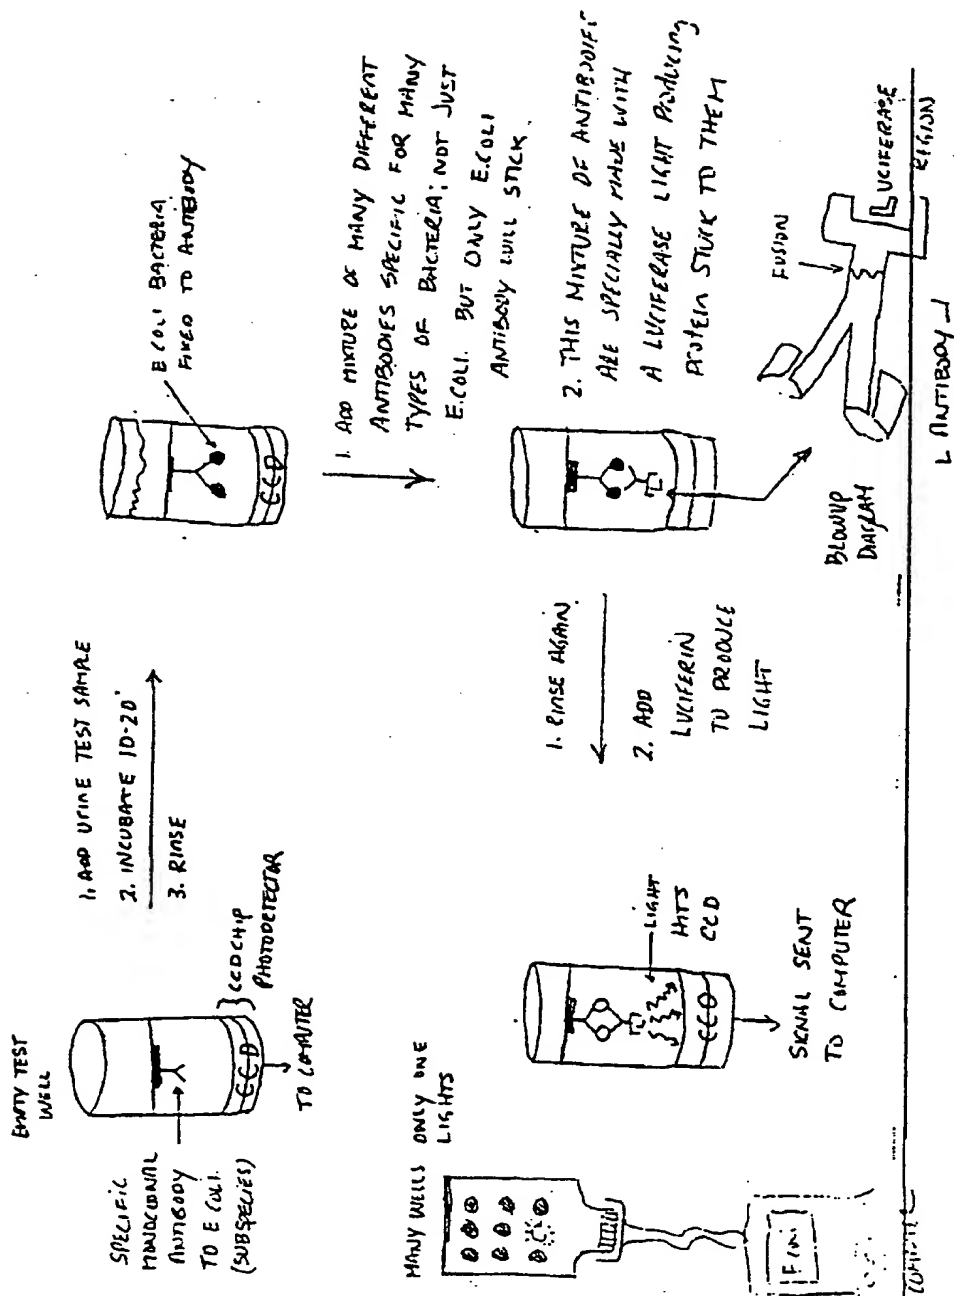 EMPTY TEST
WELL
SPECIFIC
MONOCLONAL
ANTIBODY
TO E COLI.
(SUBSPECIES)
CCD
} CCD CHIP
PHOTODETECTOR
TO COMPUTER
1. ADD URINE TEST SAMPLE
2. INCUBATE 10-20'
3. RINSE
E COLI BACTERIA
FIXED TO ANTIBODY
CCD
1. ADD MIXTURE OF MANY DIFFERENT
ANTIBODIES SPECIFIC FOR MANY
TYPES OF BACTERIA; NOT JUST
E.COLI. BUT ONLY E.COLI
ANTIBODY WILL STICK.
2. THIS MIXTURE OF ANTIBODIES
ARE SPECIALLY MADE WITH
A LUCIFERASE LIGHT PRODUCING
PROTEIN STUCK TO THEM
BLOWUP
DIAGRAM
FUSION
LUCIFERASE
REGION
ANTIBODY
1. RINSE AGAIN
2. ADD
LUCIFERIN
TO PRODUCE
LIGHT
LIGHT
HITS
CCD
CCD
SIGNAL SENT
TO COMPUTER
MANY WELLS ONLY ONE
LIGHTS